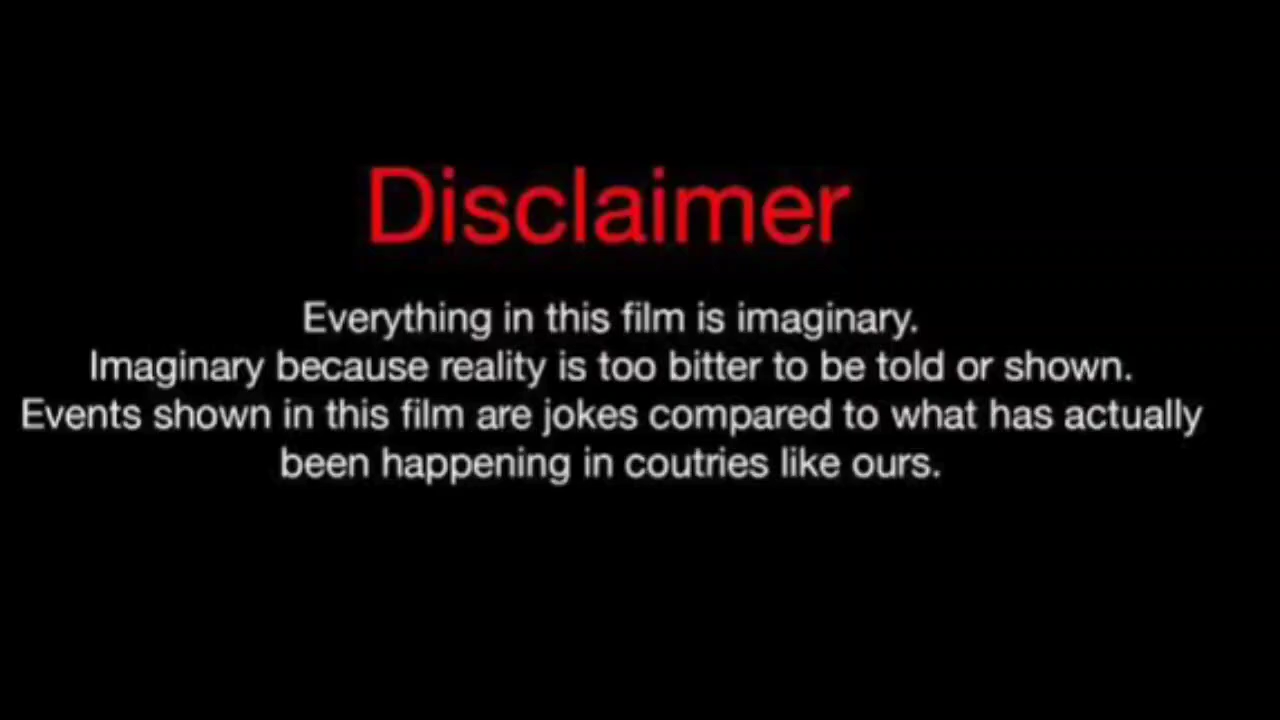 Disclaimer
Everything in this film is imaginary.
Imaginary because reality is too bitter to be told or shown.
Events shown in this film are jokes compared to what has actually
been happening in coutries like ours.